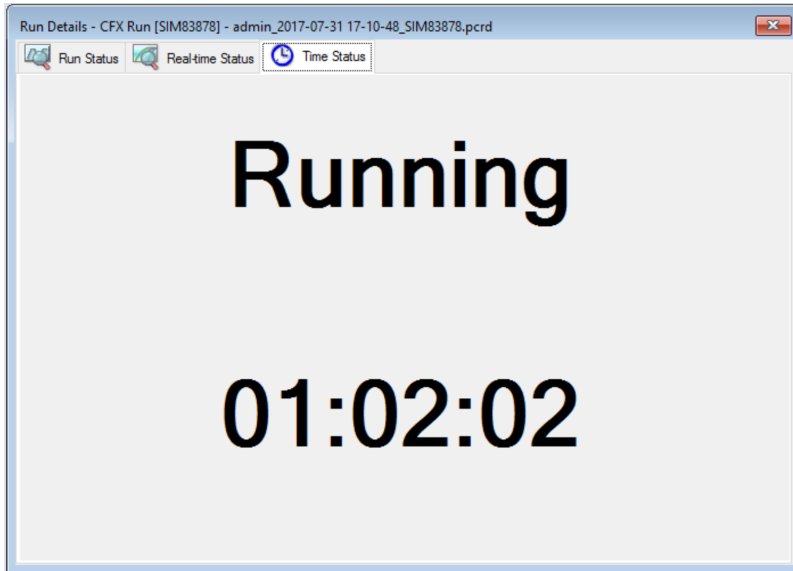 Run Details - CFX Run [SIM83878] - admin_2017-07-31 17-10-48_SIM83878.pcrd
Run Status Real-time Status Time Status
Running
01:02:02